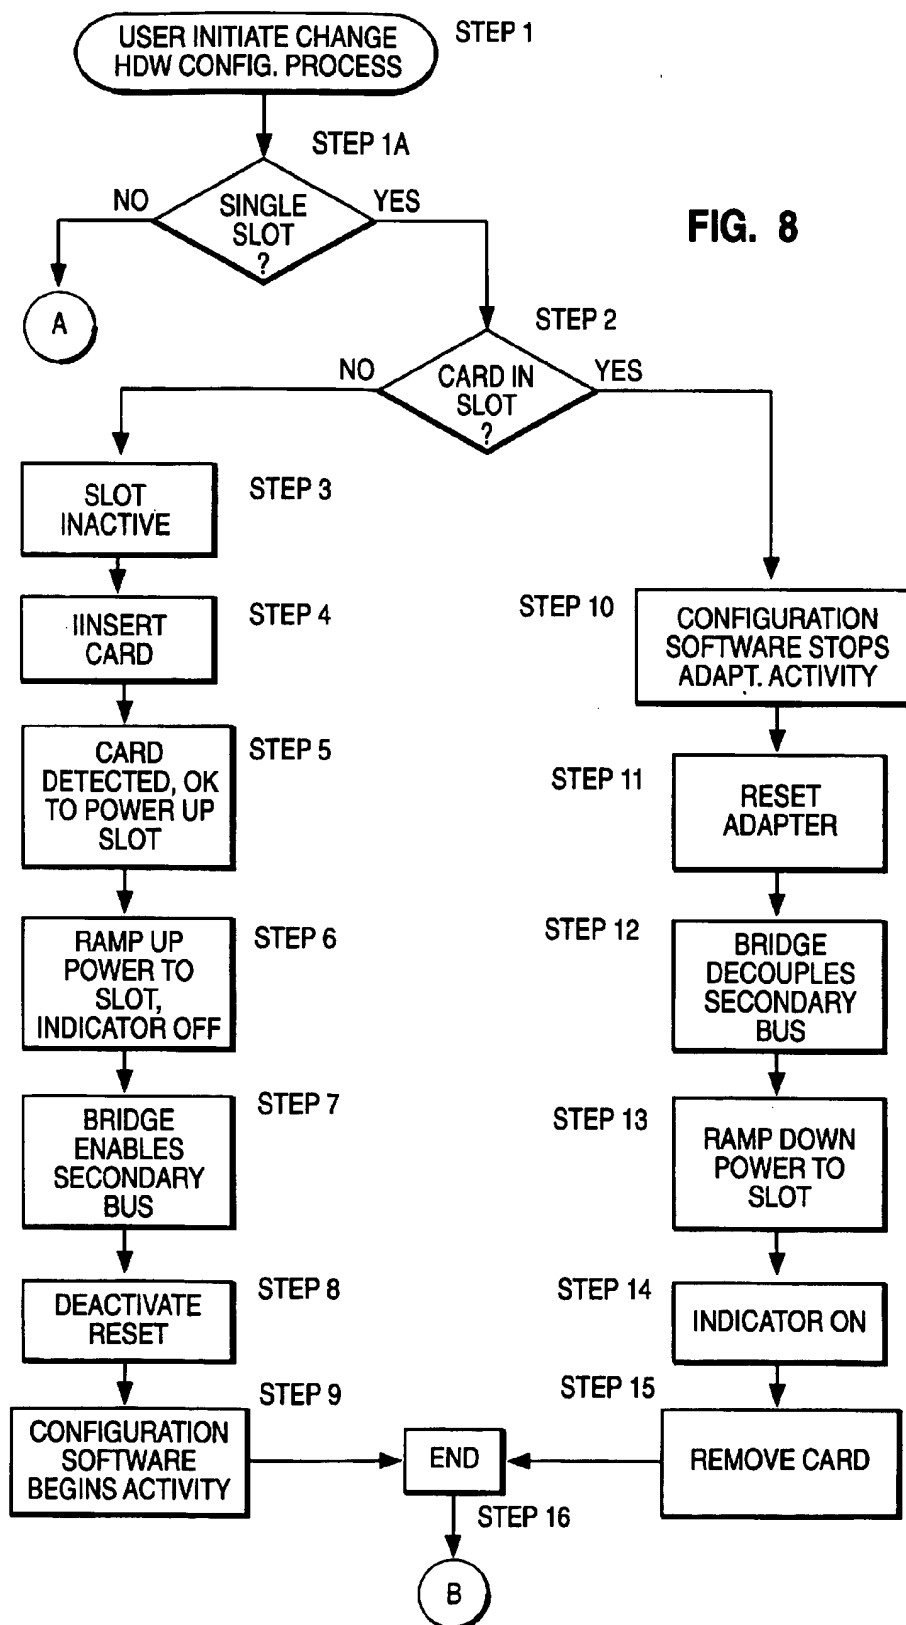 USER INITIATE CHANGE
HDW CONFIG. PROCESS
STEP 1
STEP 1A
SINGLE
SLOT
?
NO
YES
FIG. 8
A
STEP 2
CARD IN
SLOT
?
NO
YES
SLOT
INACTIVE
STEP 3
IINSERT
CARD
STEP 4
CARD
DETECTED, OK
TO POWER UP
SLOT
STEP 5
RAMP UP
POWER TO
SLOT,
INDICATOR OFF
STEP 6
BRIDGE
ENABLES
SECONDARY
BUS
STEP 7
DEACTIVATE
RESET
STEP 8
CONFIGURATION
SOFTWARE
BEGINS ACTIVITY
STEP 9
STEP 10
CONFIGURATION
SOFTWARE STOPS
ADAPT. ACTIVITY
STEP 11
RESET
ADAPTER
STEP 12
BRIDGE
DECOUPLES
SECONDARY
BUS
STEP 13
RAMP DOWN
POWER TO
SLOT
STEP 14
INDICATOR ON
STEP 15
REMOVE CARD
END
STEP 16
B